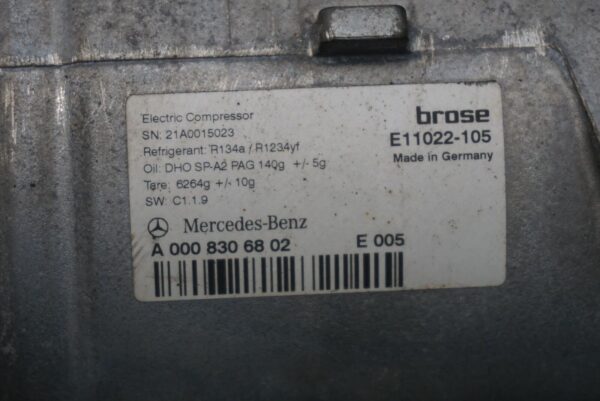 Electric Compressor
SN: 21A0015023
Refrigerant: R134a / R1234yf
Oil: DHO SP-A2 PAG 140g +/- 5g
Tare: 6264g +/- 10g
SW: C1.1.9
brose
E11022-105
Made in Germany
Mercedes-Benz
A 000 830 68 02 E 005